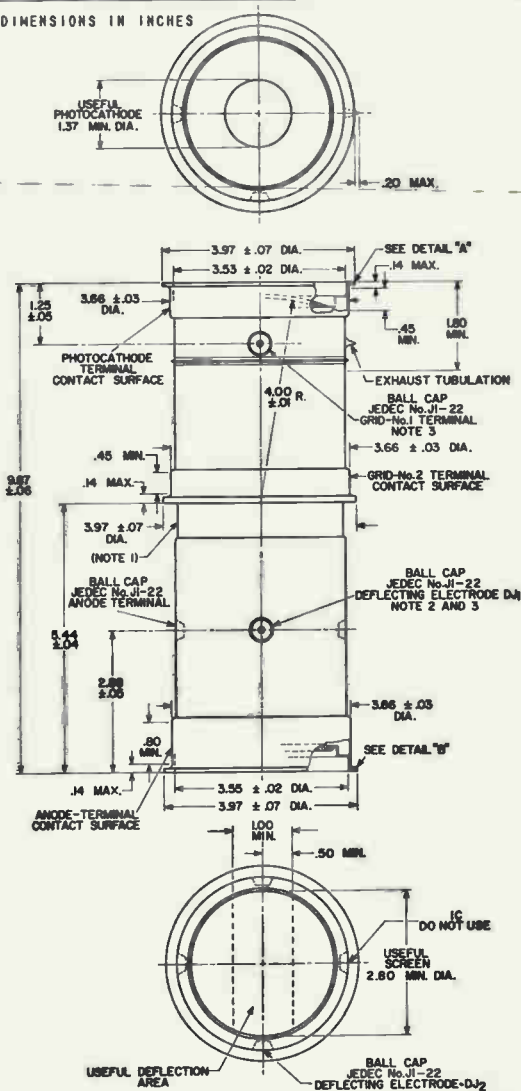 DIMENSIONS IN INCHES
USEFUL
PHOTOCATHODE
1.37 MIN. DIA.
.20 MAX.
3.97 ±.07 DIA.
SEE DETAIL "A"
3.53 ±.02 DIA.
.14 MAX.
1.25
±.05
3.66 ±.03
DIA.
.45
MIN.
1.80
MIN.
PHOTOCATHODE
TERMINAL
CONTACT SURFACE
EXHAUST TUBULATION
4.00
±.01 R.
BALL CAP
JEDEC No.J1-22
GRID-No.1 TERMINAL
NOTE 3
3.66 ±.03 DIA.
.45 MIN.
GRID-No.2 TERMINAL
CONTACT SURFACE
9.87
±.06
.14 MAX.
3.97 ±.07
DIA.
(NOTE 1)
BALL CAP
JEDEC No.J1-22
ANODE TERMINAL
BALL CAP
JEDEC No.J1-22
DEFLECTING ELECTRODE DJ1
NOTE 2 AND 3
5.44
±.04
±.05
3.66 ±.03
DIA.
.80
MIN.
SEE DETAIL "B"
.14 MAX.
3.55 ±.02 DIA.
3.97 ±.07 DIA.
ANODE-TERMINAL
CONTACT SURFACE
1.00
MIN.
.50 MIN.
IC
DO NOT USE
USEFUL
SCREEN
2.80 MIN. DIA.
USEFUL DEFLECTION
AREA
BALL CAP
JEDEC No.J1-22
DEFLECTING ELECTRODE-DJ2